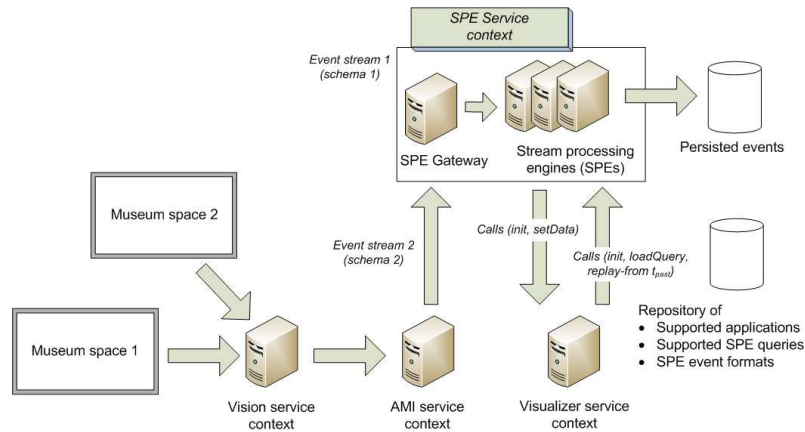 SPE Service
context
Event stream 1
(schema 1)
SPE Gateway
Stream processing
engines (SPEs)
Persisted events
Museum space 2
Event stream 2
(schema 2)
Calls (init, setData)
Calls (init, loadQuery,
replay-from tpast)
Repository of
• Supported applications
• Supported SPE queries
• SPE event formats
Museum space 1
Vision service
context
AMI service
context
Visualizer service
context